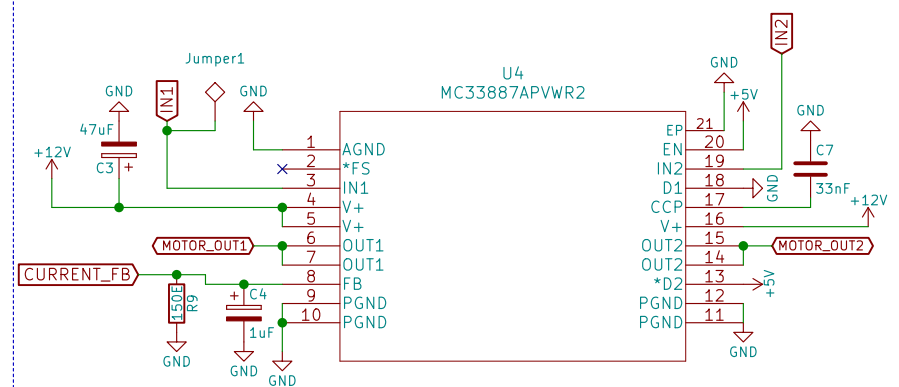 U4
MC33887APVWR2
Jumper1
IN1
IN2
GND
GND
GND
+5V
GND
47uF
C3
+
+12V
1 AGND
2 *FS
3 IN1
4 V+
5 V+
6 OUT1
7 OUT1
8 FB
9 PGND
10 PGND
EP 21
EN 20
IN2 19
D1 18
CCP 17
V+ 16
OUT2 15
OUT2 14
*D2 13
PGND 12
PGND 11
GND
C7
33nF
+12V
MOTOR_OUT1
MOTOR_OUT2
CURRENT_FB
+5V
150E
R9
+
C4
1uF
GND
GND
GND
GND